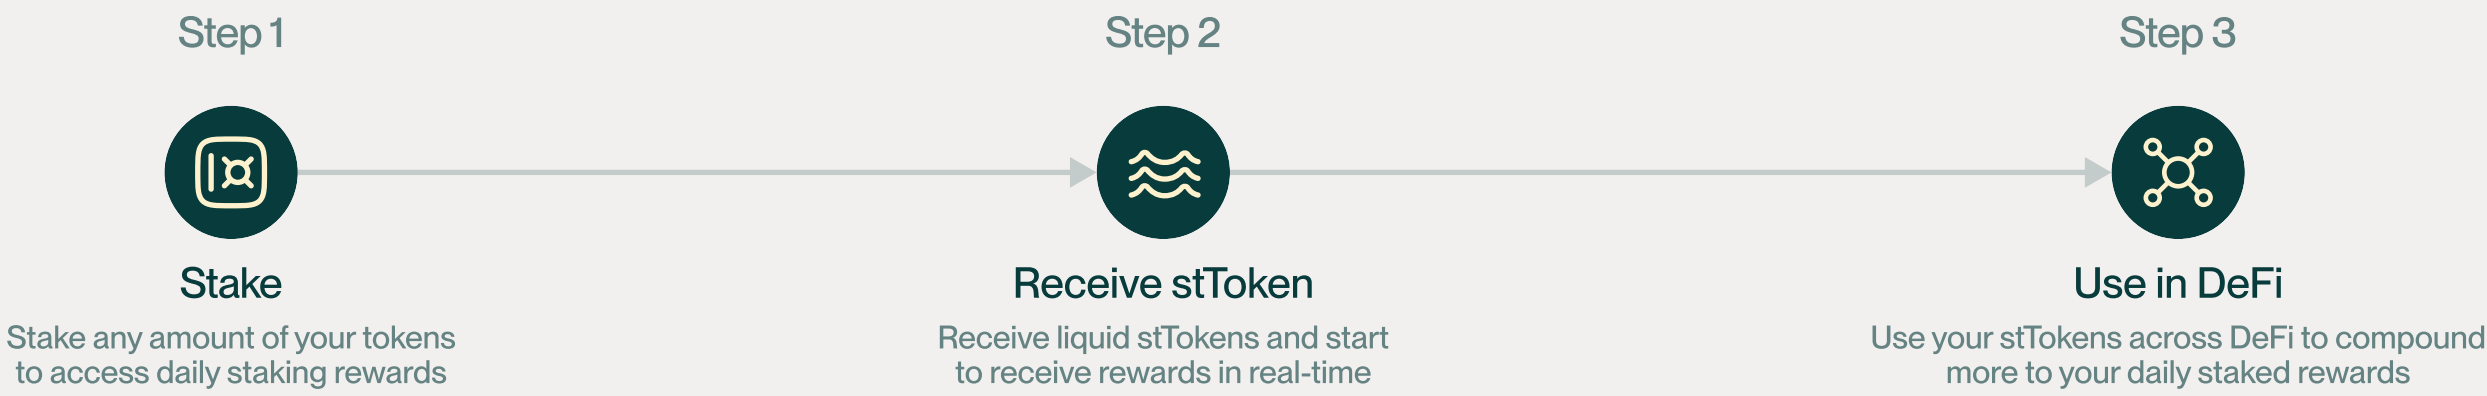 Step 1
Step 2
Step 3
Stake
Receive stToken
Use in DeFi
Stake any amount of your tokens
to access daily staking rewards
Receive liquid stTokens and start
to receive rewards in real-time
Use your stTokens across DeFi to compound
more to your daily staked rewards